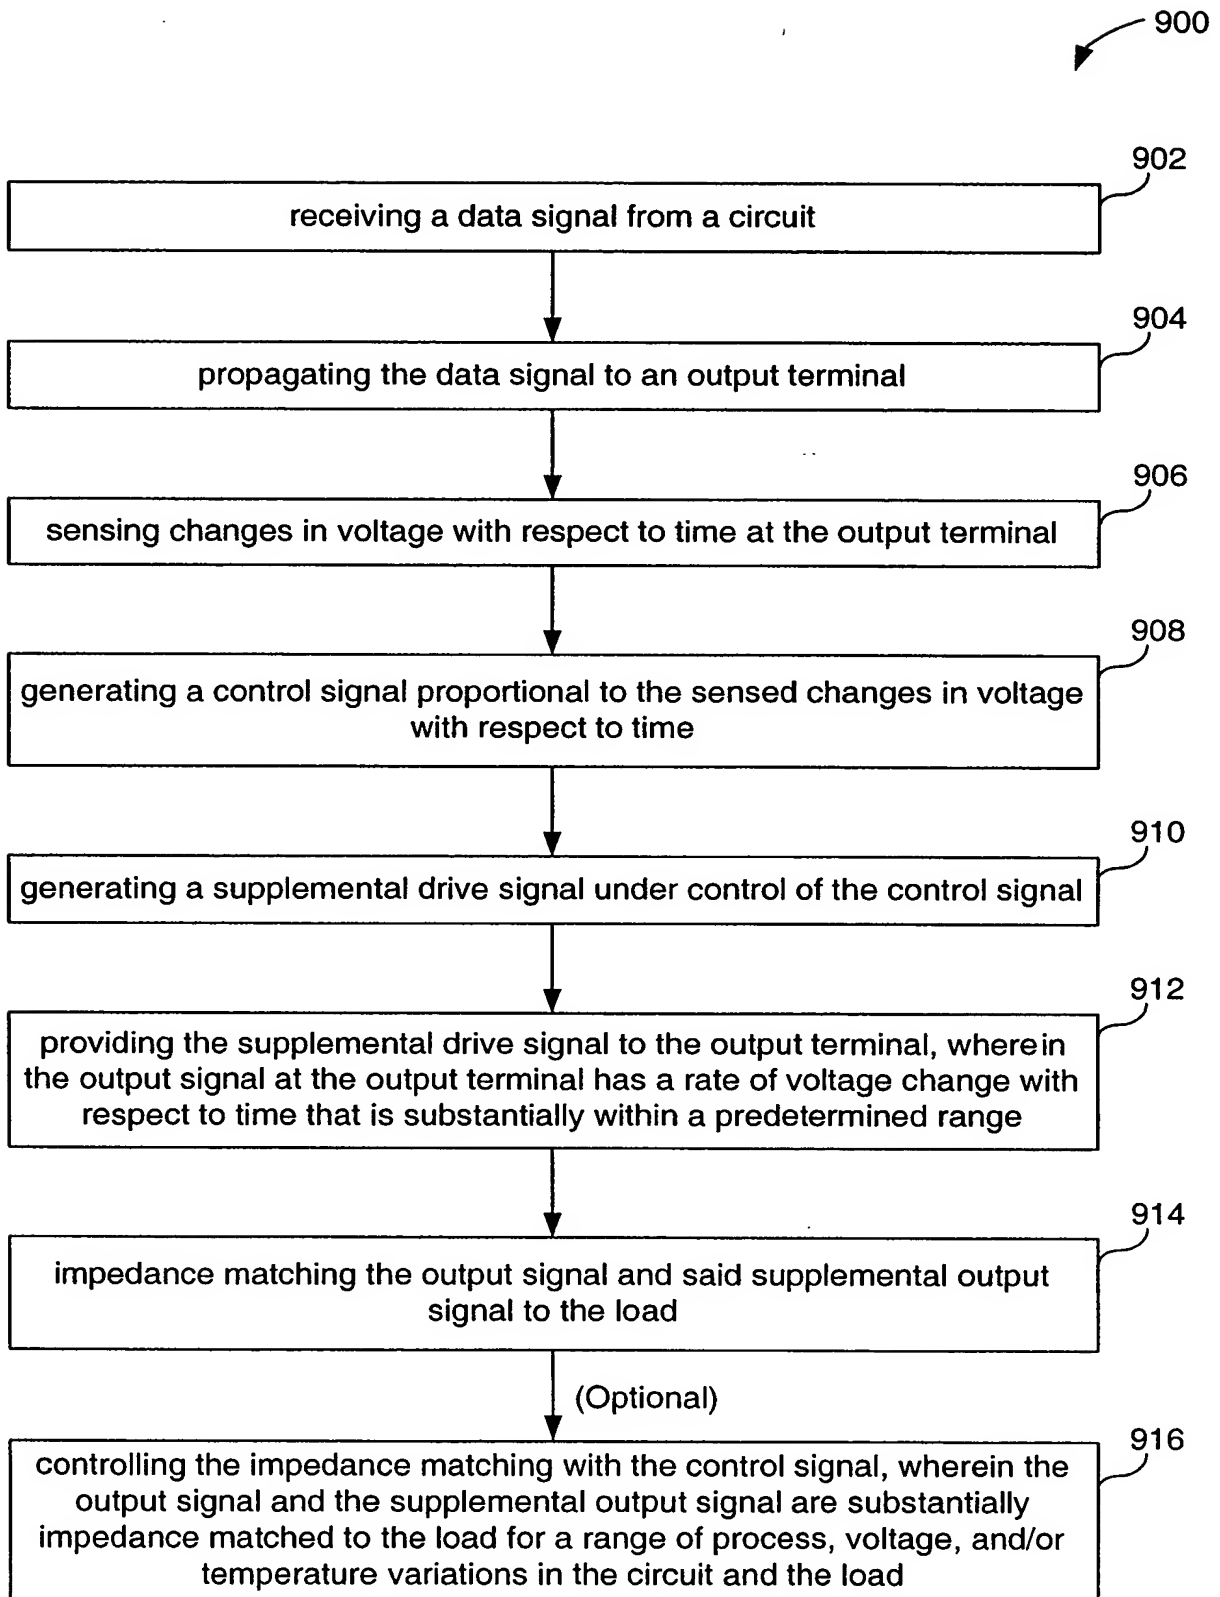 900
902
receiving a data signal from a circuit
904
propagating the data signal to an output terminal
906
sensing changes in voltage with respect to time at the output terminal
908
generating a control signal proportional to the sensed changes in voltage
with respect to time
910
generating a supplemental drive signal under control of the control signal
912
providing the supplemental drive signal to the output terminal, wherein
the output signal at the output terminal has a rate of voltage change with
respect to time that is substantially within a predetermined range
914
impedance matching the output signal and said supplemental output
signal to the load
(Optional)
916
controlling the impedance matching with the control signal, wherein the
output signal and the supplemental output signal are substantially
impedance matched to the load for a range of process, voltage, and/or
temperature variations in the circuit and the load